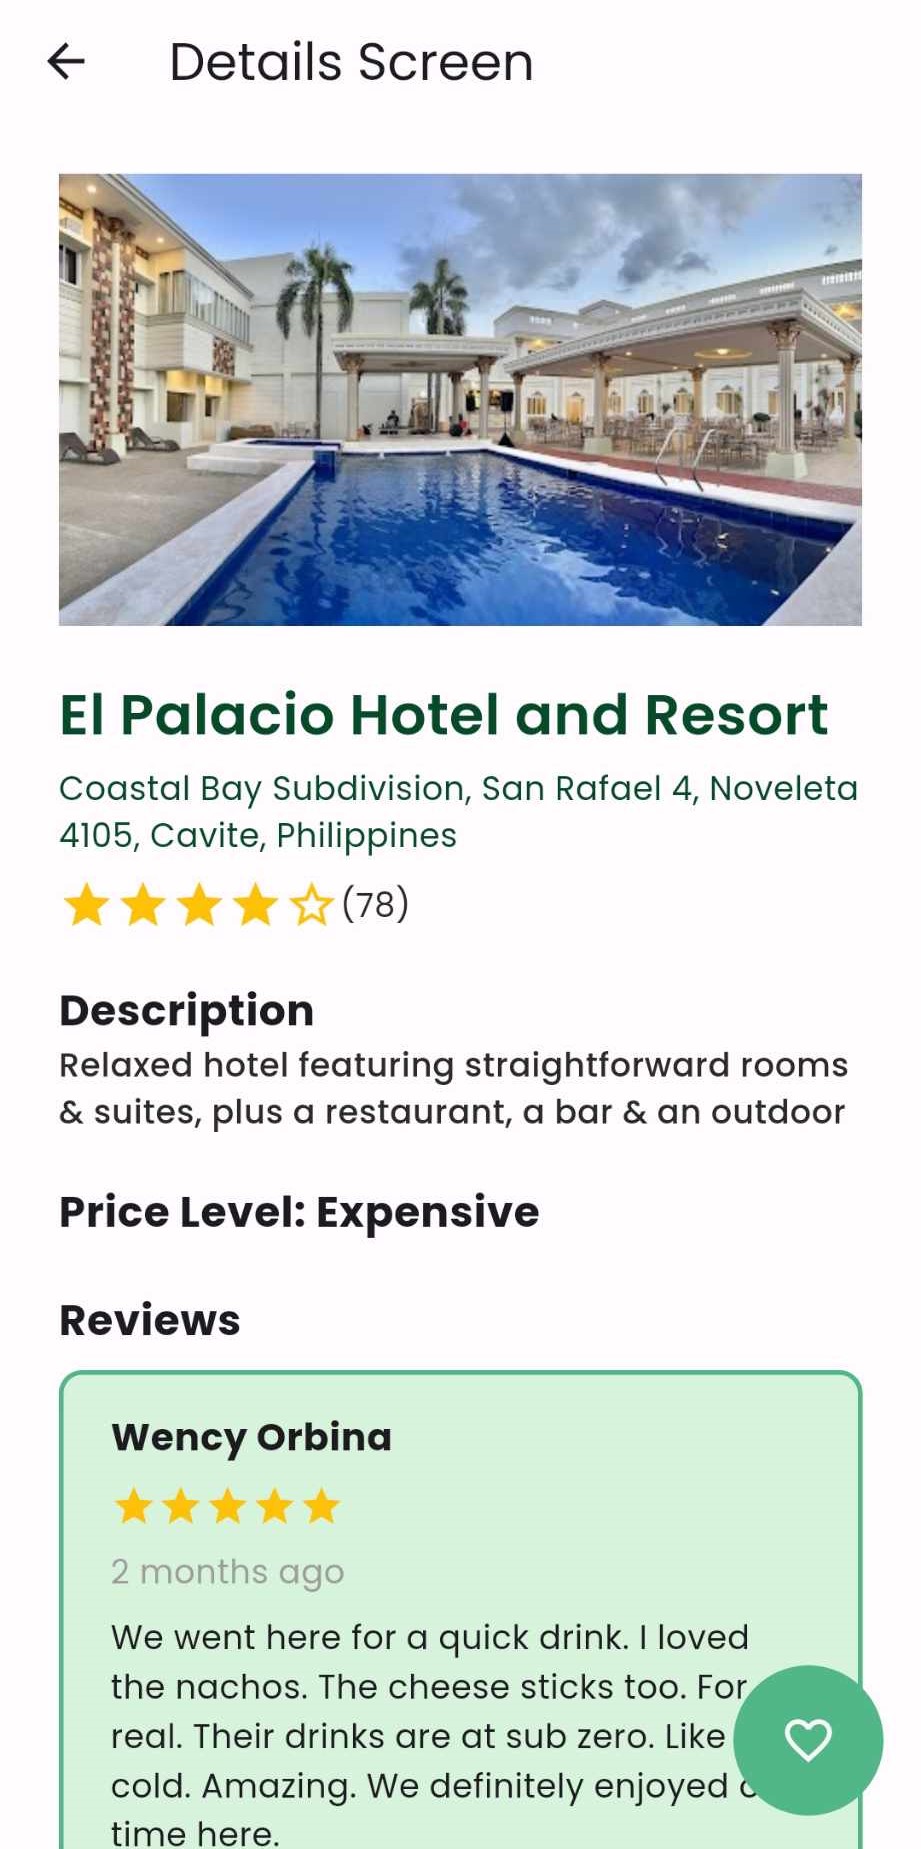 Details Screen
El Palacio Hotel and Resort
Coastal Bay Subdivision, San Rafael 4, Noveleta
4105, Cavite, Philippines
(78)
Description
Relaxed hotel featuring straightforward rooms
& suites, plus a restaurant, a bar & an outdoor
Price Level: Expensive
Reviews
Wency Orbina
2 months ago
We went here for a quick drink. I loved
the nachos. The cheese sticks too. For
real. Their drinks are at sub zero. Like
cold. Amazing. We definitely enjoyed
time here.